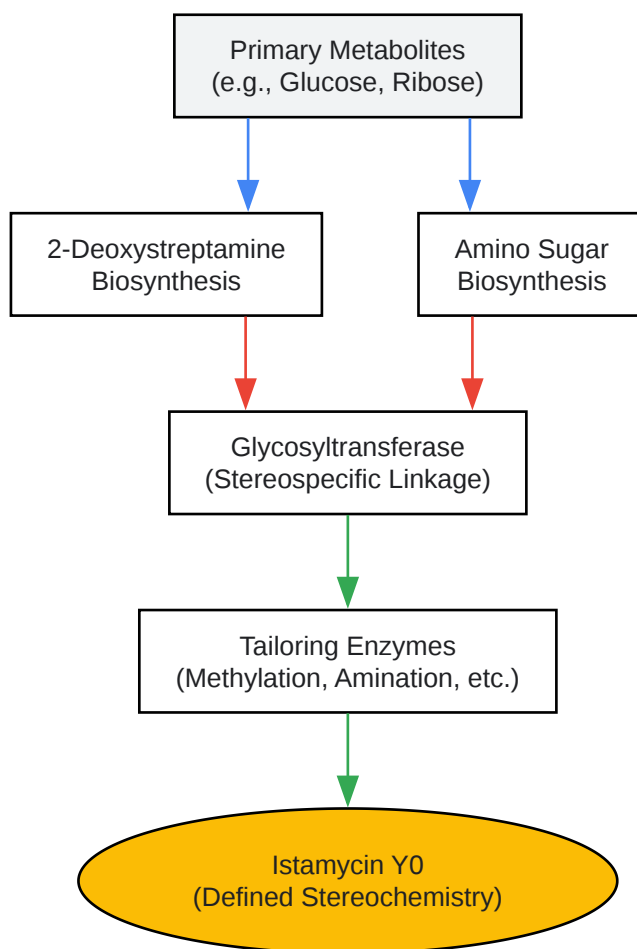 Primary Metabolites
(e.g., Glucose, Ribose)
2-Deoxystreptamine
Biosynthesis
Amino Sugar
Biosynthesis
Glycosyltransferase
(Stereospecific Linkage)
Tailoring Enzymes
(Methylation, Amination, etc.)
Istamycin Y0
(Defined Stereochemistry)